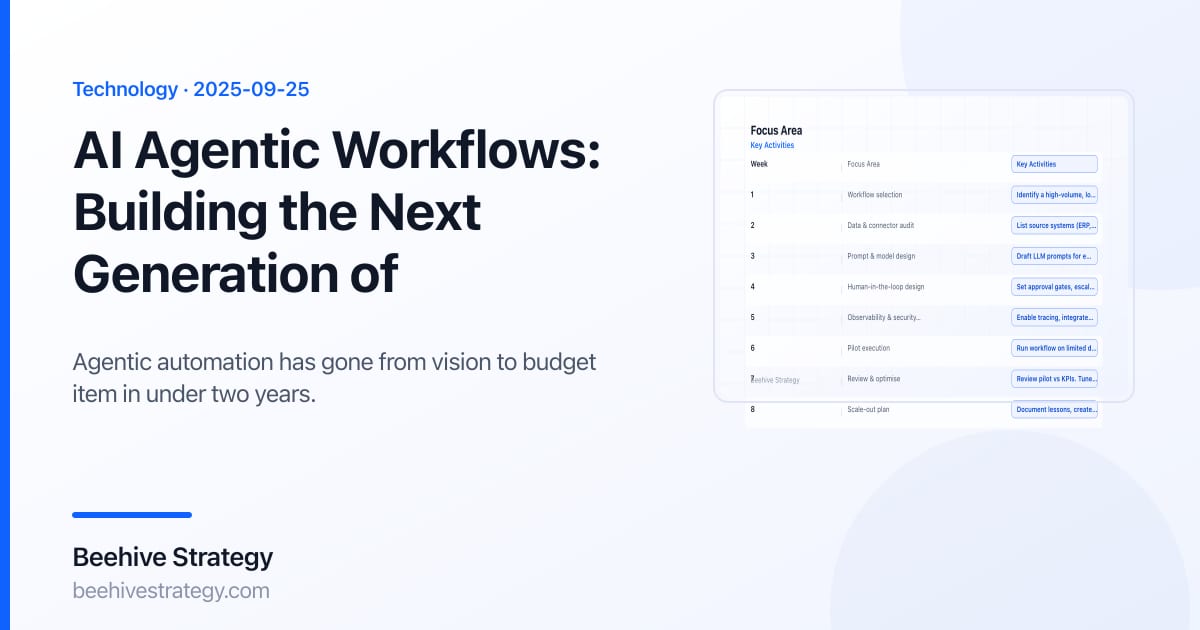 Technology · 2025-09-25
AI Agentic Workflows:
Building the Next
Generation of
Agentic automation has gone from vision to budget
item in under two years.
Beehive Strategy
beehivestrategy.com
Focus Area
Key Activities
Week Focus Area Key Activities
1 Workflow selection Identify a high-volume, lo...
2 Data & connector audit List source systems (ERP,...
3 Prompt & model design Draft LLM prompts for e...
4 Human-in-the-loop design Set approval gates, escal...
5 Observability & security... Enable tracing, integrate...
6 Pilot execution Run workflow on limited d...
7 Review & optimise Review pilot vs KPIs. Tune...
Beehive Strategy
8 Scale-out plan Document lessons, create...